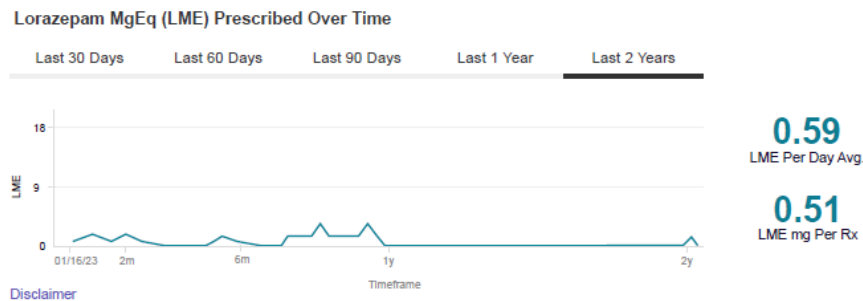 Lorazepam MgEq (LME) Prescribed Over Time
Last 30 Days Last 60 Days Last 90 Days Last 1 Year Last 2 Years
18
9
0
LME
01/16/23 2m 6m 1y 2y
Timeframe
0.59
LME Per Day Avg.
0.51
LME mg Per Rx
Disclaimer